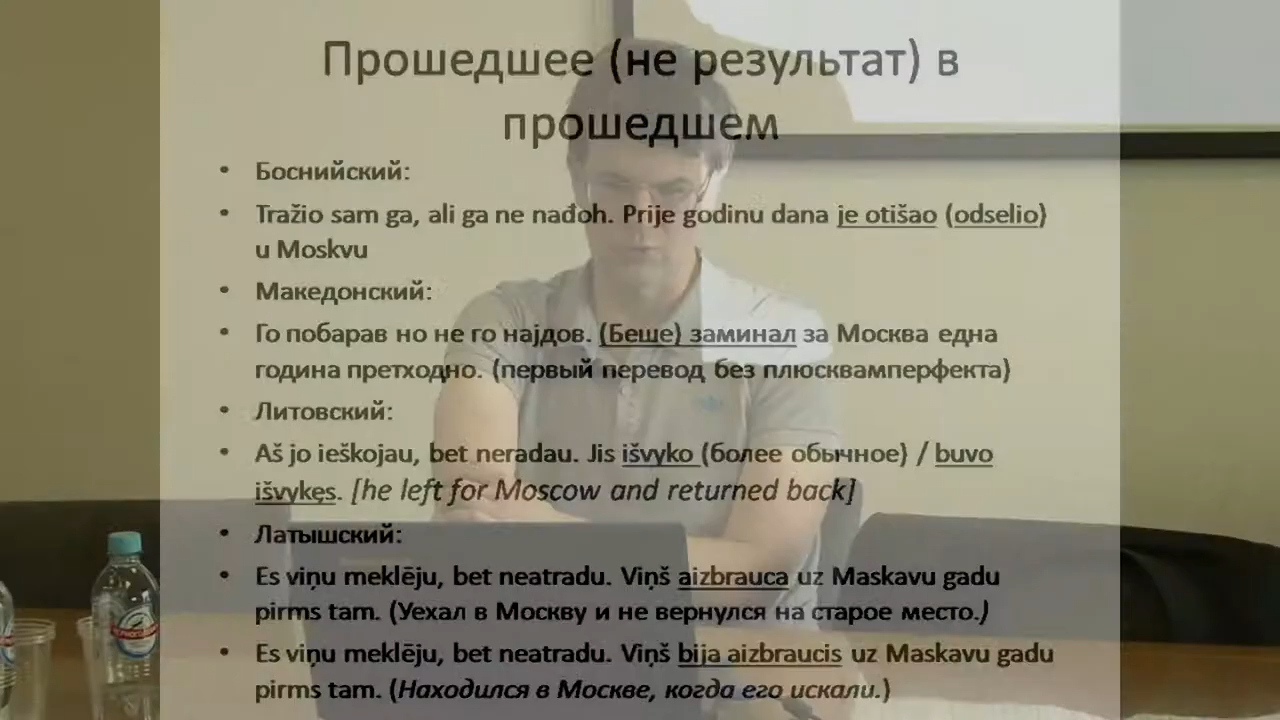 Прошедшее (не результат) в
прошедшем
• Боснийский:
• Tražio sam ga, ali ga ne nađoh. Prije godinu dana je otišao (odselio)
u Moskvu
• Македонский:
• Го побарав но не го најдов. (Беше) заминал за Москва една
година претходно. (первый перевод без плюсквамперфекта)
• Литовский:
• Aš jo ieškojau, bet neradau. Jis išvyko (более обычное) / buvo
išvykęs. [he left for Moscow and returned back]
• Латышский:
• Es viņu meklēju, bet neatradu. Viņš aizbrauca uz Maskavu gadu
pirms tam. (Уехал в Москву и не вернулся на старое место.)
• Es viņu meklēju, bet neatradu. Viņš bija aizbraucis uz Maskavu gadu
pirms tam. (Находился в Москве, когда его искали.)